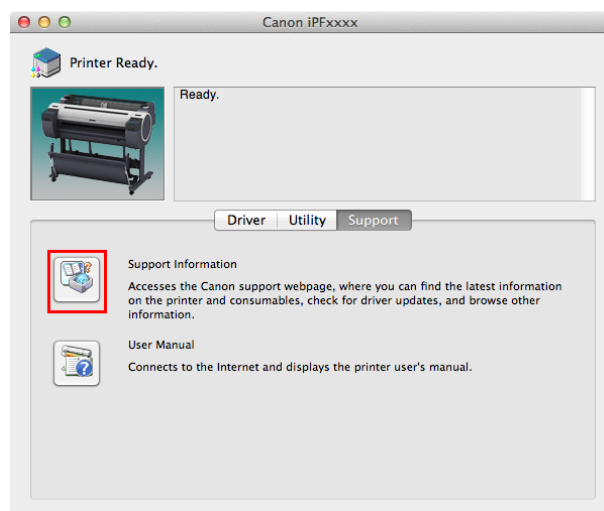 Canon iPFxxxx
Printer Ready.
Ready.
Driver Utility Support
Support Information
Accesses the Canon support webpage, where you can find the latest information
on the printer and consumables, check for driver updates, and browse other
information.
User Manual
Connects to the Internet and displays the printer user's manual.